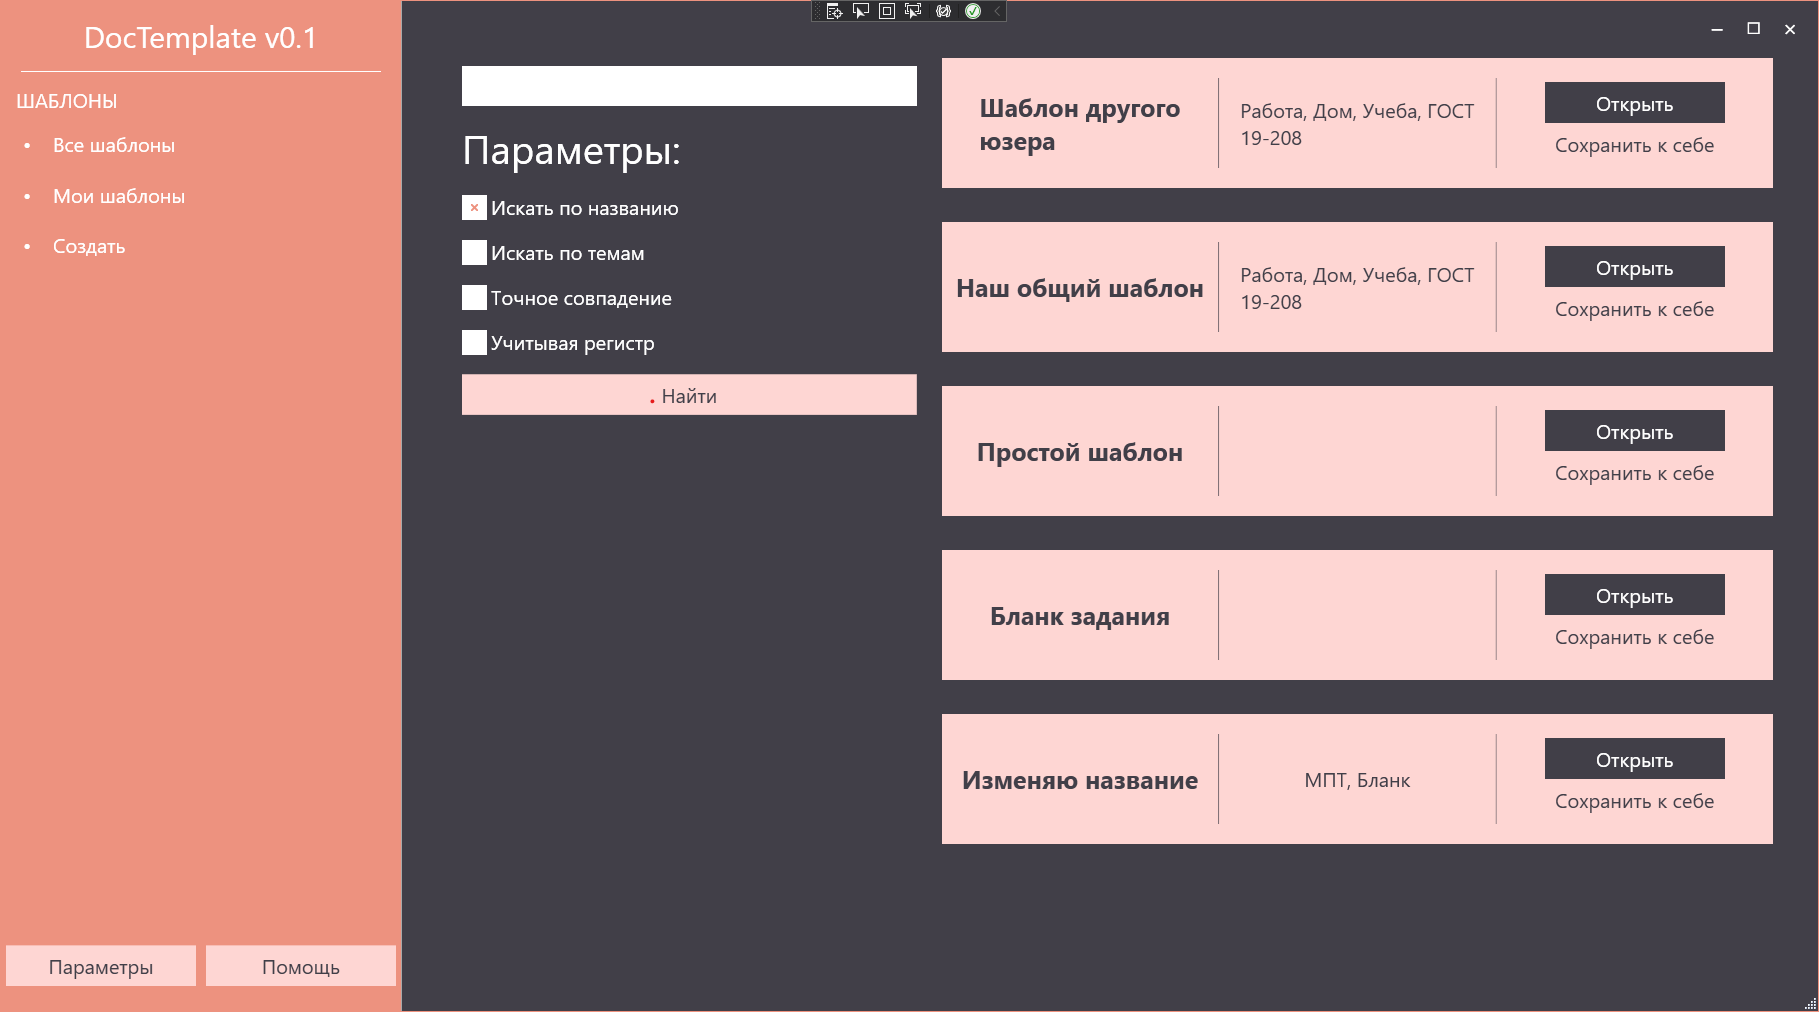 DocTemplate v0.1
ШАБЛОНЫ
• Все шаблоны
• Мои шаблоны
• Создать
Параметры
Помощь
Параметры:
Искать по названию
Искать по темам
Точное совпадение
Учитывая регистр
Найти
Шаблон другого
юзера
Работа, Дом, Учеба, ГОСТ
19-208
Открыть
Сохранить к себе
Наш общий шаблон
Работа, Дом, Учеба, ГОСТ
19-208
Открыть
Сохранить к себе
Простой шаблон
Открыть
Сохранить к себе
Бланк задания
Открыть
Сохранить к себе
Изменяю название
МПТ, Бланк
Открыть
Сохранить к себе